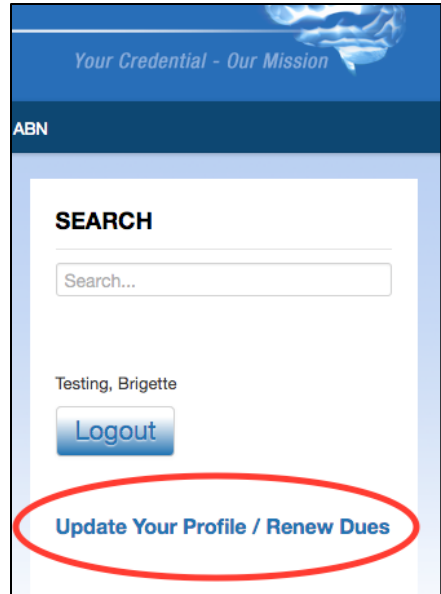 Your Credential - Our Mission
ABN
SEARCH
Search...
Testing, Brigette
Logout
Update Your Profile / Renew Dues